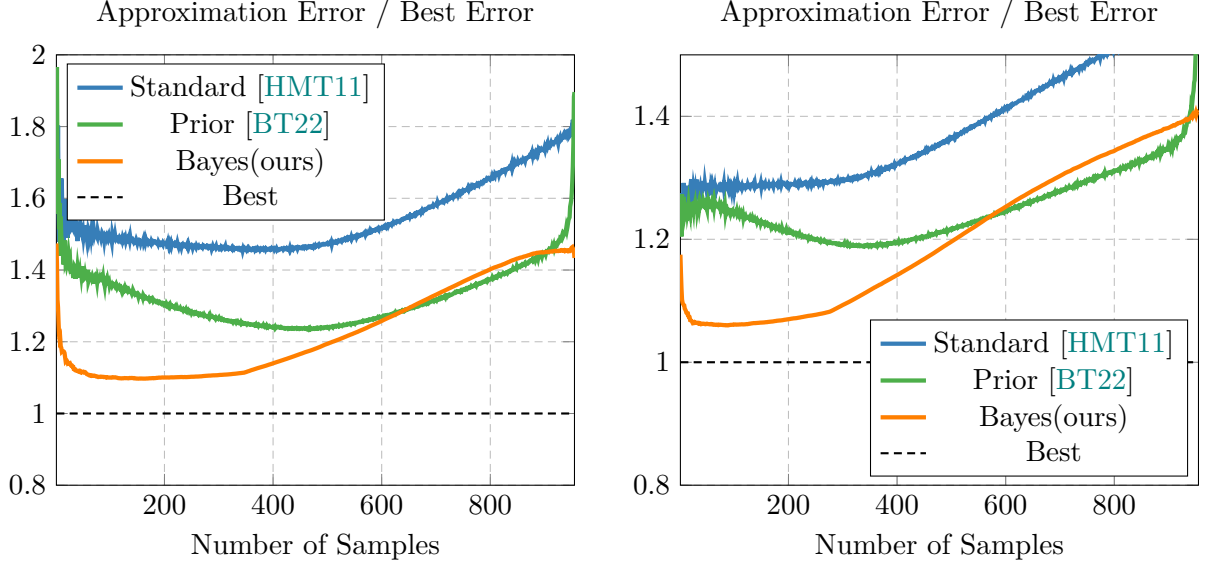 Approximation Error / Best Error
2
1.8
1.6
1.4
1.2
1
0.8
Standard [HMT11]
Prior [BT22]
Bayes(ours)
Best
200
400
600
800
Number of Samples
Approximation Error / Best Error
1.4
1.2
1
0.8
Standard [HMT11]
Prior [BT22]
Bayes(ours)
Best
200
400
600
800
Number of Samples